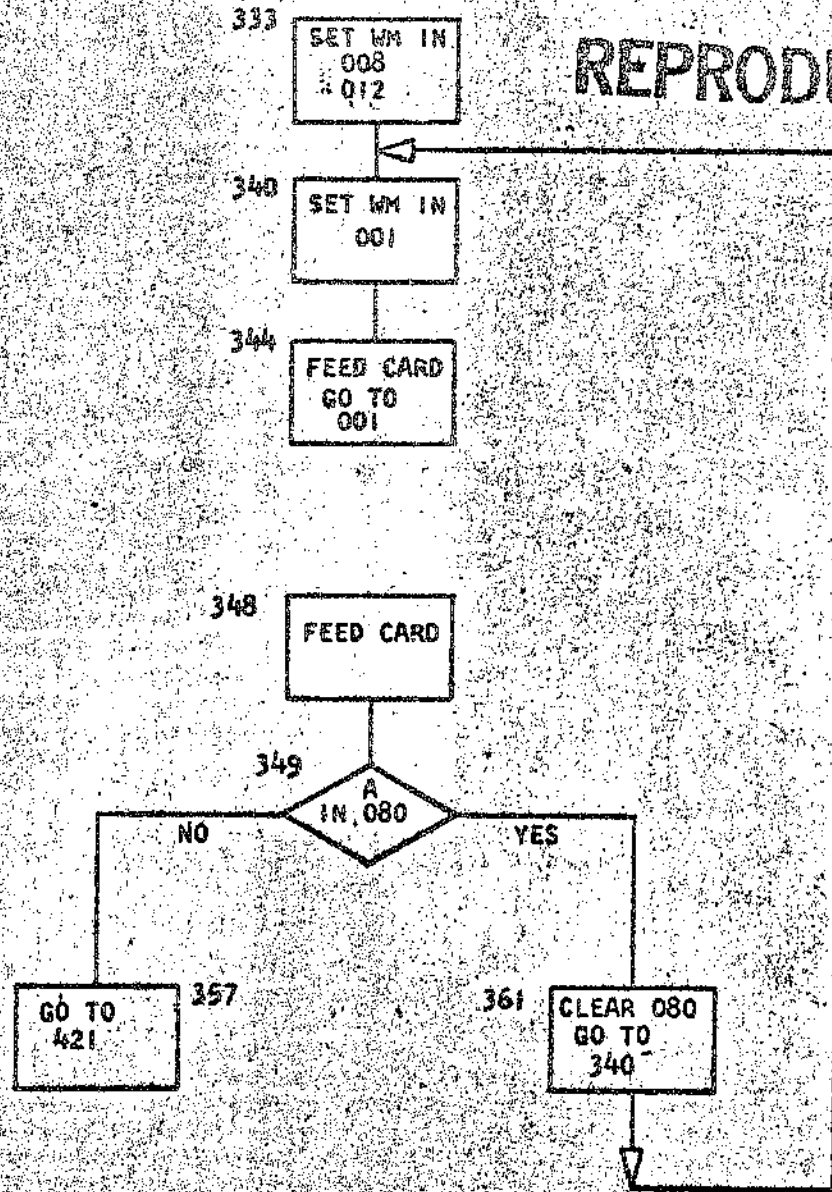 333
SET WM IN
008
012
REPROD
340
SET WM IN
001
344
FEED CARD
GO TO
001
348
FEED CARD
349
A
IN 080
NO
YES
357
GO TO
421
361
CLEAR 080
GO TO
340